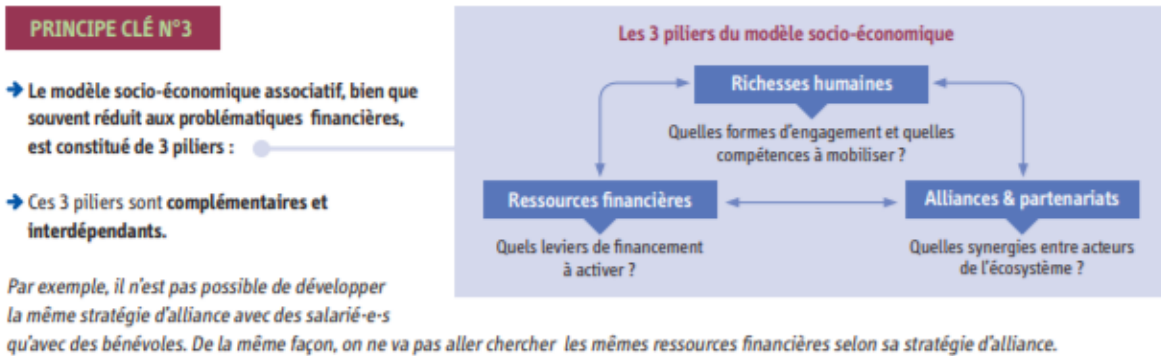 PRINCIPE CLÉ N°3
➔ Le modèle socio-économique associatif, bien que
souvent réduit aux problématiques financières,
est constitué de 3 piliers :
➔ Ces 3 piliers sont complémentaires et
interdépendants.
Par exemple, il n'est pas possible de développer
la même stratégie d'alliance avec des salarié-e-s
qu'avec des bénévoles. De la même façon, on ne va pas aller chercher les mêmes ressources financières selon sa stratégie d'alliance.
Les 3 piliers du modèle socio-économique
Richesses humaines
Quelles formes d'engagement et quelles
compétences à mobiliser ?
Ressources financières
Quels leviers de financement
à activer ?
Alliances & partenariats
Quelles synergies entre acteurs
de l'écosystème ?